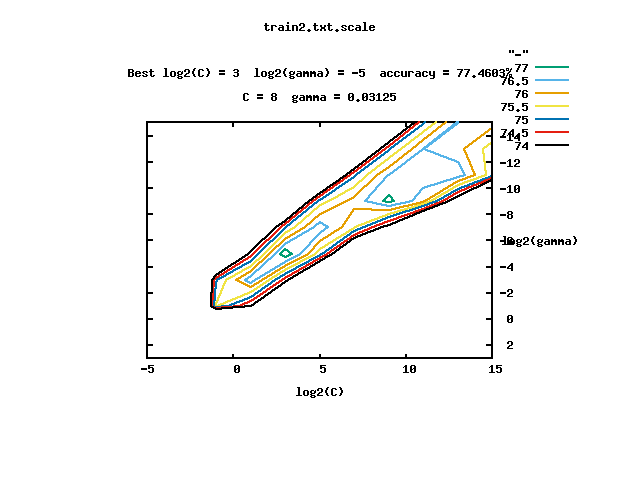 train2.txt.scale
"-"
Best log2(C) = 3 log2(gamma) = -5 accuracy = 77.4603%
77
76.5
C = 8 gamma = 0.03125
76
75.5
75
74.5
74
-14
-12
-10
-8
-6
log2(gamma)
-4
-2
0
2
-5 0 5 10 15
log2(C)